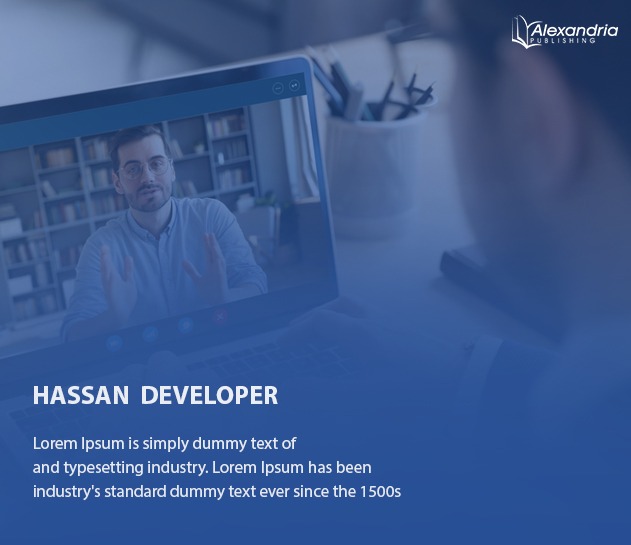 Alexandria
PUBLISHING
HASSAN DEVELOPER
Lorem Ipsum is simply dummy text of
and typesetting industry. Lorem Ipsum has been
industry's standard dummy text ever since the 1500s